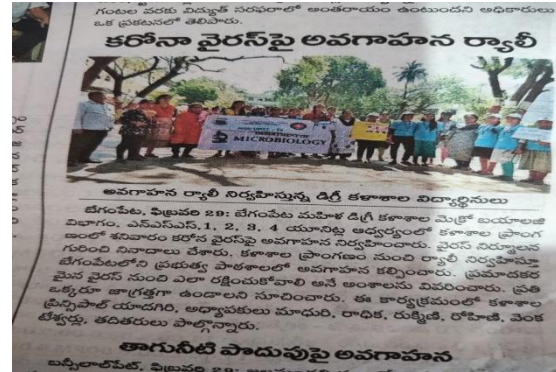 గంటల వరకు విద్యుత్ సరఫరాలో అంతరాయం ఉంటుందని అధికారులు
ఒక ప్రకటనలో తెలిపారు.
కరోనా వైరస్‌పై అవగాహన ర్యాలీ
MICROBIOLOGY
అవగాహన ర్యాలీ నిర్వహిస్తున్న డిగ్రీ కళాశాల విద్యార్థినులు
బేగంపేట, ఫిబ్రవరి 29: బేగంపేట మహిళ డిగ్రీ కళాశాల మైక్రో బయాలజి
విభాగం, ఎన్ఎస్ఎస్,1, 2, 3, 4 యూనిట్ల ఆధ్వర్యంలో కళాశాల ప్రాంగ
ణంలో శనివారం కరోన వైరస్‌పై అవగాహన నిర్వహించారు. వైరస్ నిర్మూలన
గురించి నినాదాలు చేశారు. కళాశాల ప్రాంగణం నుంచి ర్యాలీ నిర్వహిస్తూ
బేగంపేటలోని ప్రభుత్వ పాఠశాలలో అవగాహన కల్పించారు. ప్రమాదకర
మైన వైరస్ నుంచి ఎలా రక్షించుకోవాలి అనే అంశాలను వివరించారు. ప్రతి
ఒక్కరూ జాగ్రత్తగా ఉండాలని సూచించారు. ఈ కార్యక్రమంలో కళాశాల
ప్రిన్సిపాల్ యాదగిరి, అధ్యాపకులు మాధురి, రాధిక, రుక్మిణి, రోహిణి, వెంక
టేశ్వర్లు, తదితరులు పాల్గొన్నారు.
తాగునీటి పొదుపుపై అవగాహన
బన్సీలాల్‌పేట్, ఫిబ్రవరి 29: